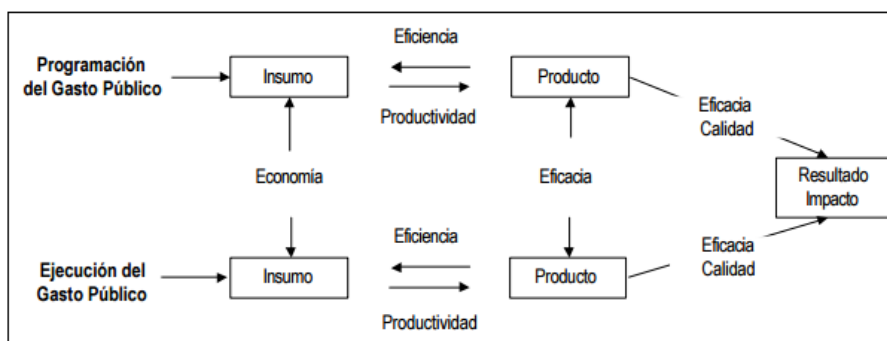 Eficiencia
Programación
del Gasto Público
Insumo
Producto
Productividad
Eficacia
Calidad
Economía
Eficacia
Resultado
Impacto
Eficiencia
Eficacia
Calidad
Ejecución del
Gasto Público
Insumo
Producto
Productividad